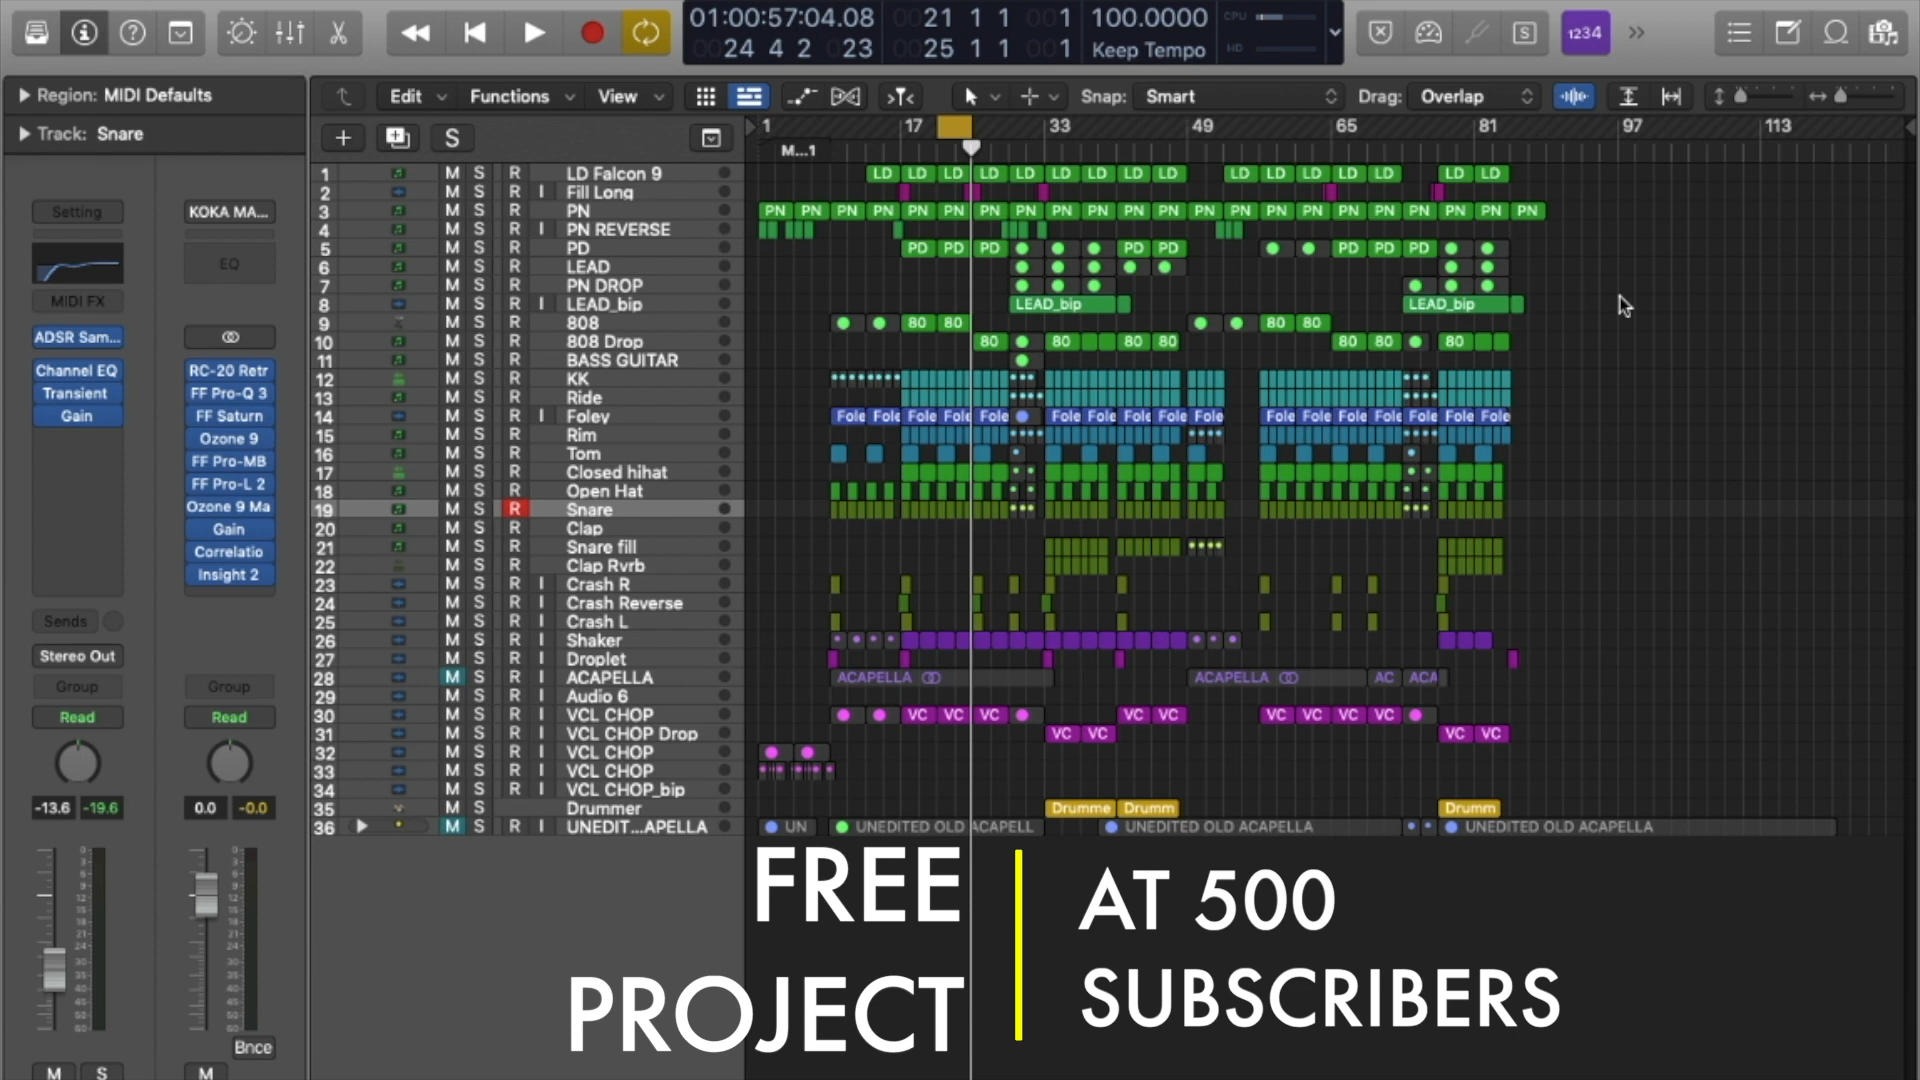 01:00:57:04.08 0021 1 1 001 100.0000 CPU
0024 4 2 023 0025 1 1 001 Keep Tempo HD
1234
Region: MIDI Defaults
Edit Functions View Snap: Smart Drag: Overlap
Track: Snare
S
1 17 33 49 65 81 97 113
M...1
1 M S R LD Falcon 9 LD LD LD LD LD LD LD LD LD LD LD LD LD LD LD LD
2 M S R I Fill Long
3 M S R PN PN PN PN PN PN PN PN PN PN PN PN PN PN PN PN PN PN PN PN PN PN PN
4 M S R I PN REVERSE
5 M S R PD PD PD PD PD PD PD PD PD
6 M S R LEAD
7 M S R PN DROP
8 M S R I LEAD_bip LEAD_bip LEAD_bip
9 M S R 808 80 80 80 80
10 M S R 808 Drop 80 80 80 80 80 80 80
11 M S R BASS GUITAR
12 M S R KK
13 M S R Ride
14 M S R I Foley Fole Fole Fole Fole Fole Fole Fole Fole Fole Fole Fole Fole Fole Fole Fole Fole Fole
15 M S R Rim
16 M S R Tom
17 M S R Closed hihat
18 M S R Open Hat
19 M S R Snare
20 M S R Clap
21 M S R Snare fill
22 M S R Clap Rvrb
23 M S R I Crash R
24 M S R I Crash Reverse
25 M S R I Crash L
26 M S R I Shaker
27 M S R I Droplet
28 M S R I ACAPELLA ACAPELLA ACAPELLA AC ACA
29 M S R I Audio 6
30 M S R I VCL CHOP VC VC VC VC VC VC VC VC VC
31 M S R I VCL CHOP Drop VC VC VC VC
32 M S R I VCL CHOP
33 M S R I VCL CHOP
34 M S R I VCL CHOP_bip
35 M S Drummer Drumme Drumm Drumm
36 M S R I UNEDIT...APELLA UN UNEDITED OLD ACAPELL UNEDITED OLD ACAPELLA UNEDITED OLD ACAPELLA
Setting KOKA MA...
EQ
MIDI FX
ADSR Sam...
Channel EQ RC-20 Retr
Transient FF Pro-Q 3
Gain FF Saturn
Ozone 9
FF Pro-MB
FF Pro-L 2
Ozone 9 Ma
Gain
Correlatio
Insight 2
Sends
Stereo Out
Group Group
Read Read
-13.6 -19.6 0.0 -0.0
Bnce
M S M
FREE
PROJECT
AT 500
SUBSCRIBERS